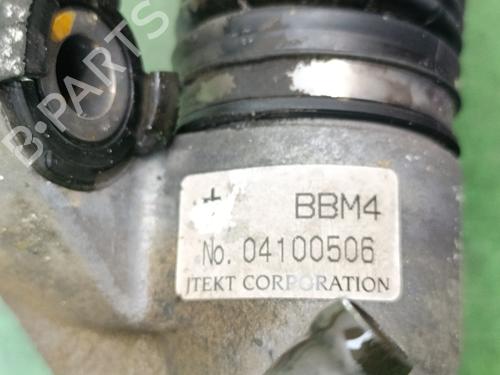 B·PARTS
+ BBM4
No. 04100506
JTEKT CORPORATION